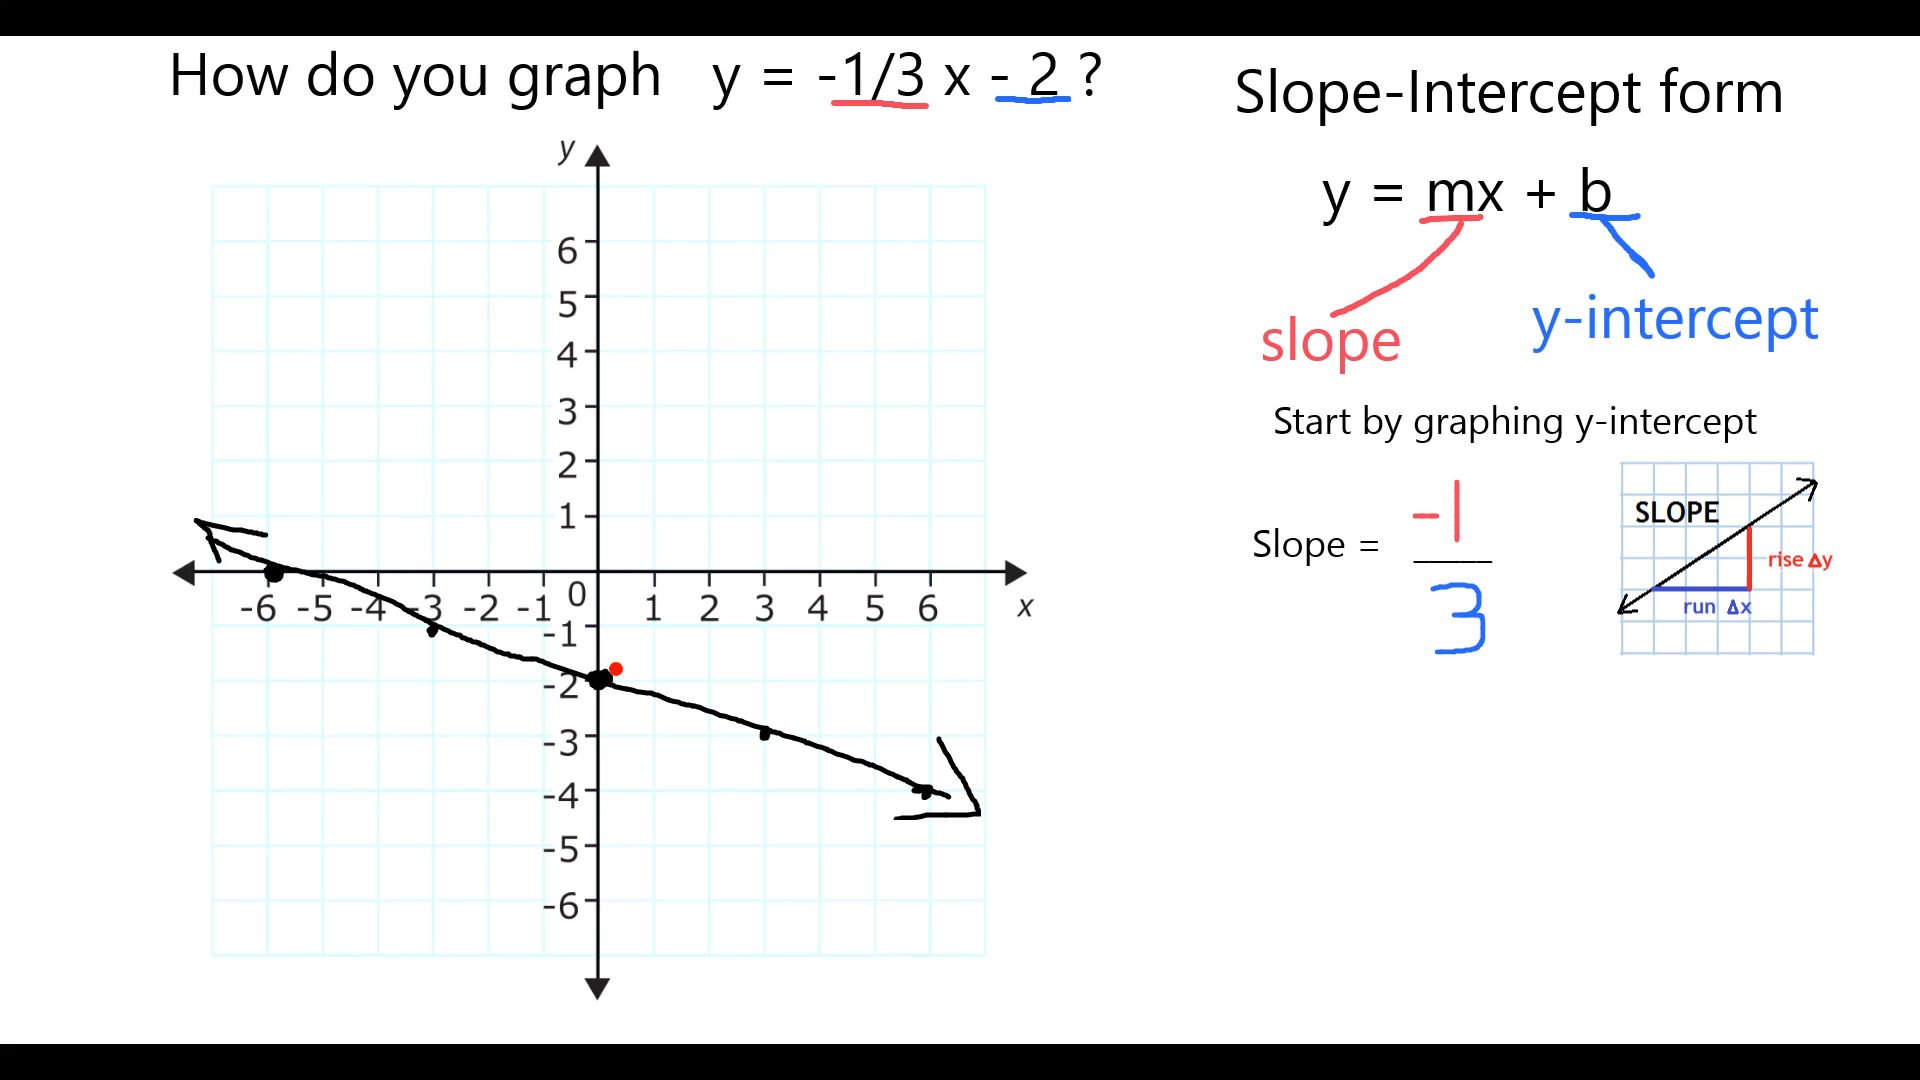 How do you graph y = -1/3 x - 2 ?
Slope-Intercept form
y = mx + b
slope
y-intercept
Start by graphing y-intercept
Slope = -1
3
SLOPE
rise Δy
run Δx
y
6
5
4
3
2
1
-6 -5 -4 -3 -2 -1 0 1 2 3 4 5 6 x
-1
-2
-3
-4
-5
-6